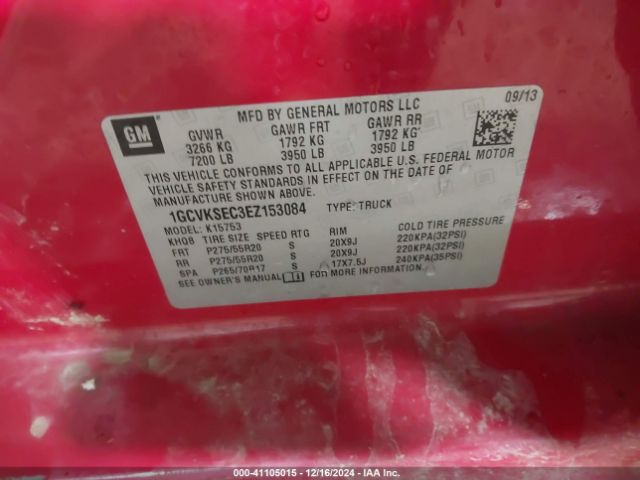 GM
MFD BY GENERAL MOTORS LLC
09/13
GVWR GAWR FRT GAWR RR
3266 KG 1792 KG 1792 KG
7200 LB 3950 LB 3950 LB
THIS VEHICLE CONFORMS TO ALL APPLICABLE U.S. FEDERAL MOTOR
VEHICLE SAFETY STANDARDS IN EFFECT ON THE DATE OF
MANUFACTURE SHOWN ABOVE.
1GCVKSEC3EZ153084 TYPE: TRUCK
MODEL: K15753
KHQB TIRE SIZE SPEED RTG RIM COLD TIRE PRESSURE
FRT P275/55R20 S 20X9J 220KPA(32PSI)
RR P275/55R20 S 20X9J 220KPA(32PSI)
SPA P265/70R17 S 17X7.5J 240KPA(35PSI)
SEE OWNER'S MANUAL FOR MORE INFORMATION.
000-41105015 - 12/16/2024 - IAA Inc.